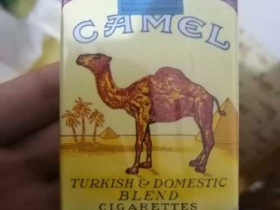 CAMEL
TURKISH & DOMESTIC
BLEND
CIGARETTES